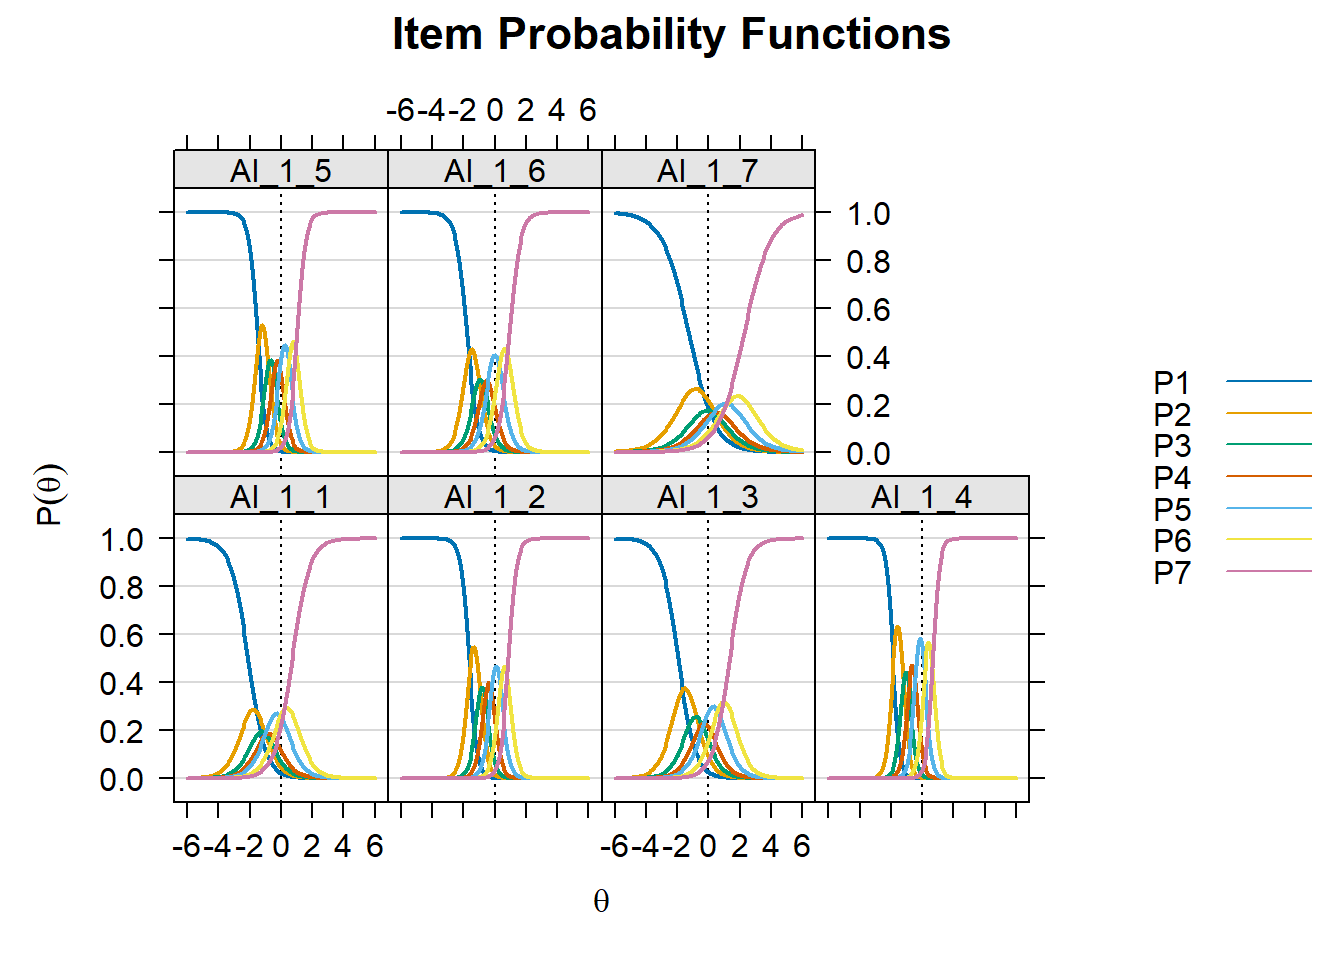 Item Probability Functions
-6 -4 -2 0 2 4 6
AI_1_5 AI_1_6 AI_1_7
1.0
0.8
0.6
0.4
0.2
0.0
AI_1_1 AI_1_2 AI_1_3 AI_1_4
1.0
0.8
0.6
0.4
0.2
0.0
-6 -4 -2 0 2 4 6 -6 -4 -2 0 2 4 6
P(θ)
θ
P1
P2
P3
P4
P5
P6
P7